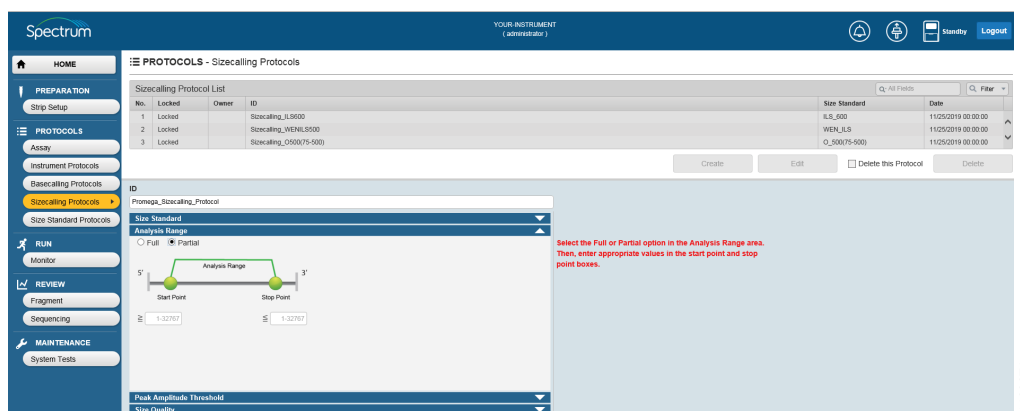 Spectrum
YOUR-INSTRUMENT
( administrator )
Standby
Logout
HOME
PREPARATION
Strip Setup
PROTOCOLS
Assay
Instrument Protocols
Basecalling Protocols
Sizecalling Protocols
Size Standard Protocols
RUN
Monitor
REVIEW
Fragment
Sequencing
MAINTENANCE
System Tests
PROTOCOLS - Sizecalling Protocols
Sizecalling Protocol List
All Fields
Filter
No. Locked Owner ID Size Standard Date
1 Locked Sizecalling_ILS600 ILS_600 11/25/2019 00:00:00
2 Locked Sizecalling_WENILS500 WEN_ILS 11/25/2019 00:00:00
3 Locked Sizecalling_O500(75-500) O_500(75-500) 11/25/2019 00:00:00
Create Edit Delete this Protocol Delete
ID
Promega_Sizecalling_Protocol
Size Standard
Analysis Range
Full Partial
Analysis Range
5' 3'
Start Point Stop Point
≧ 1-32767 ≦ 1-32767
Select the Full or Partial option in the Analysis Range area.
Then, enter appropriate values in the start point and stop
point boxes.
Peak Amplitude Threshold
Size Quality